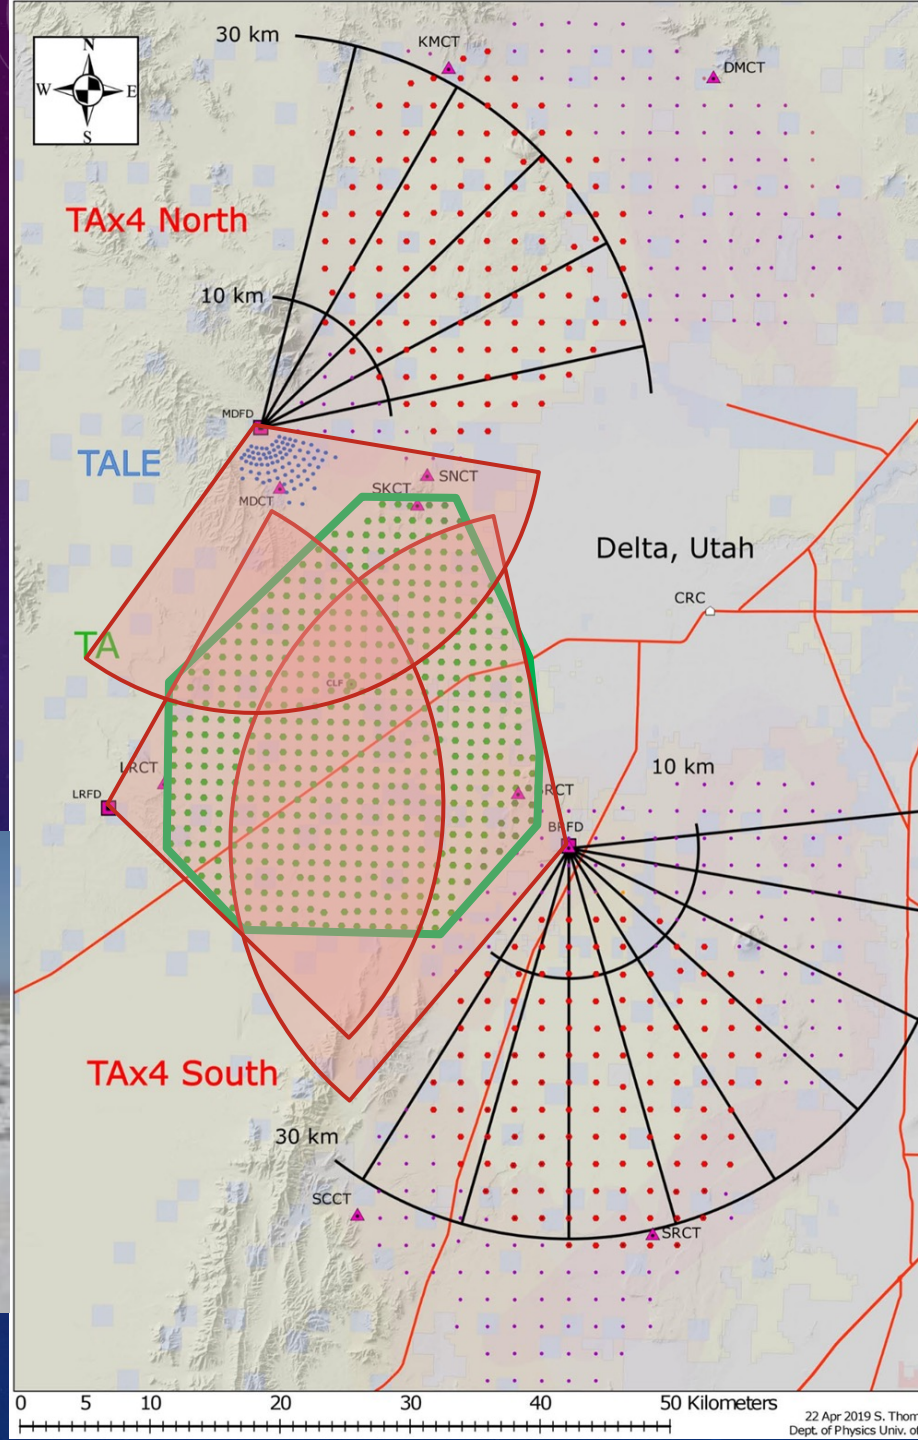 30 km
KMCT
DMCT
N
W E
S
TAx4 North
10 km
MDFD
TALE
SNCT
SKCT
MDCT
Delta, Utah
CRC
TA
CLF
LRCT
10 km
LRFD
BRCT
BRFD
TAx4 South
30 km
SCCT
SRCT
0 5 10 20 30 40 50 Kilometers
22 Apr 2019 S. Thom
Dept. of Physics Univ. of